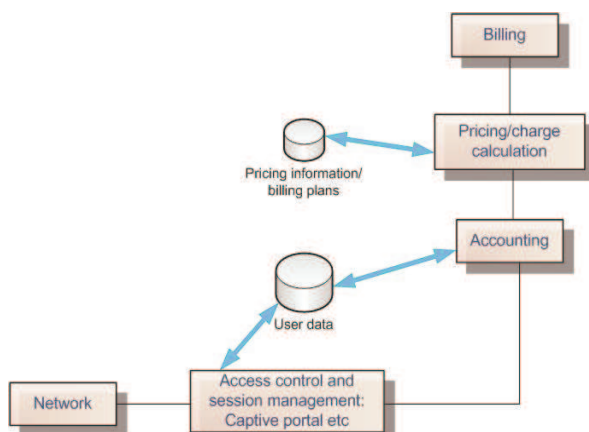 Billing
Pricing/charge
calculation
Pricing information/
billing plans
Accounting
User data
Access control and
session management:
Captive portal etc
Network